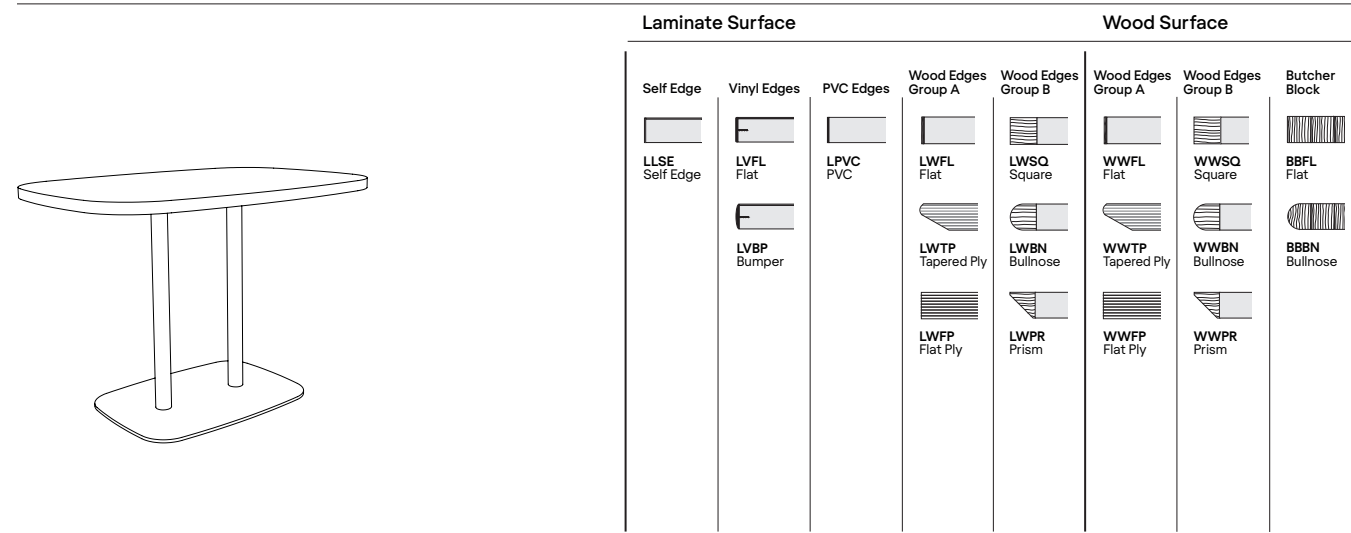 Laminate Surface
Wood Surface
Self Edge
Vinyl Edges
PVC Edges
Wood Edges
Group A
Wood Edges
Group B
Wood Edges
Group A
Wood Edges
Group B
Butcher
Block
LLSE
Self Edge
LVFL
Flat
LPVC
PVC
LWFL
Flat
LWSQ
Square
WWFL
Flat
WWSQ
Square
BBFL
Flat
LVBP
Bumper
LWTP
Tapered Ply
LWBN
Bullnose
WWTP
Tapered Ply
WWBN
Bullnose
BBBN
Bullnose
LWFP
Flat Ply
LWPR
Prism
WWFP
Flat Ply
WWPR
Prism